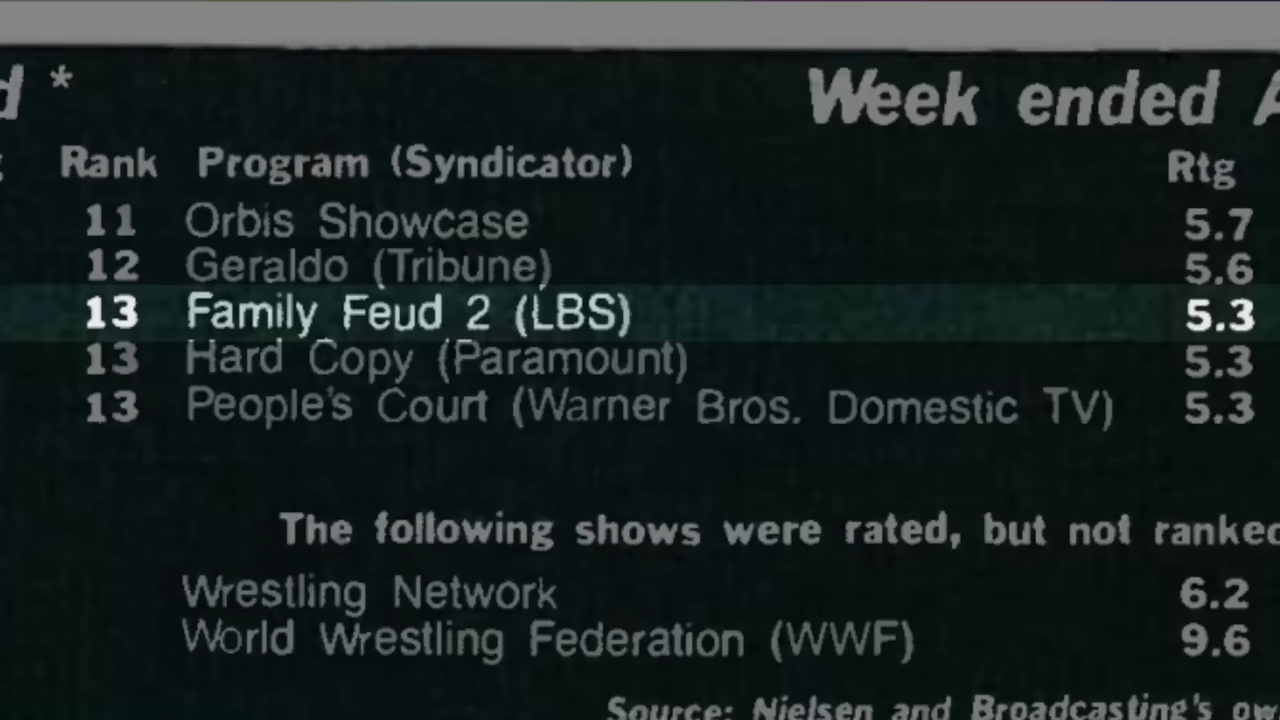 d * Week ended A
Rank Program (Syndicator) Rtg
11 Orbis Showcase 5.7
12 Geraldo (Tribune) 5.6
13 Family Feud 2 (LBS) 5.3
13 Hard Copy (Paramount) 5.3
13 People's Court (Warner Bros. Domestic TV) 5.3
The following shows were rated, but not ranked
Wrestling Network 6.2
World Wrestling Federation (WWF) 9.6
Source: Nielsen and Broadcasting's ow